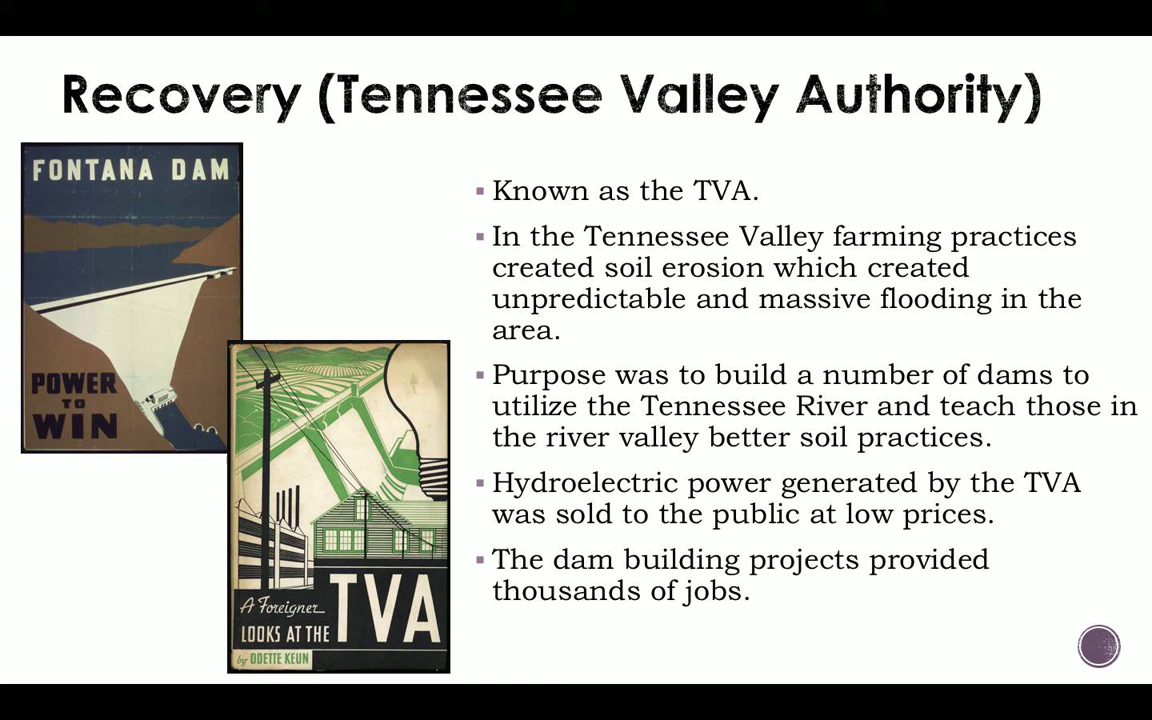 Recovery (Tennessee Valley Authority)
FONTANA DAM
POWER
TO
WIN
A Foreigner
LOOKS AT THE
TVA
by ODETTE KEUN
Known as the TVA.
In the Tennessee Valley farming practices
created soil erosion which created
unpredictable and massive flooding in the
area.
Purpose was to build a number of dams to
utilize the Tennessee River and teach those in
the river valley better soil practices.
Hydroelectric power generated by the TVA
was sold to the public at low prices.
The dam building projects provided
thousands of jobs.